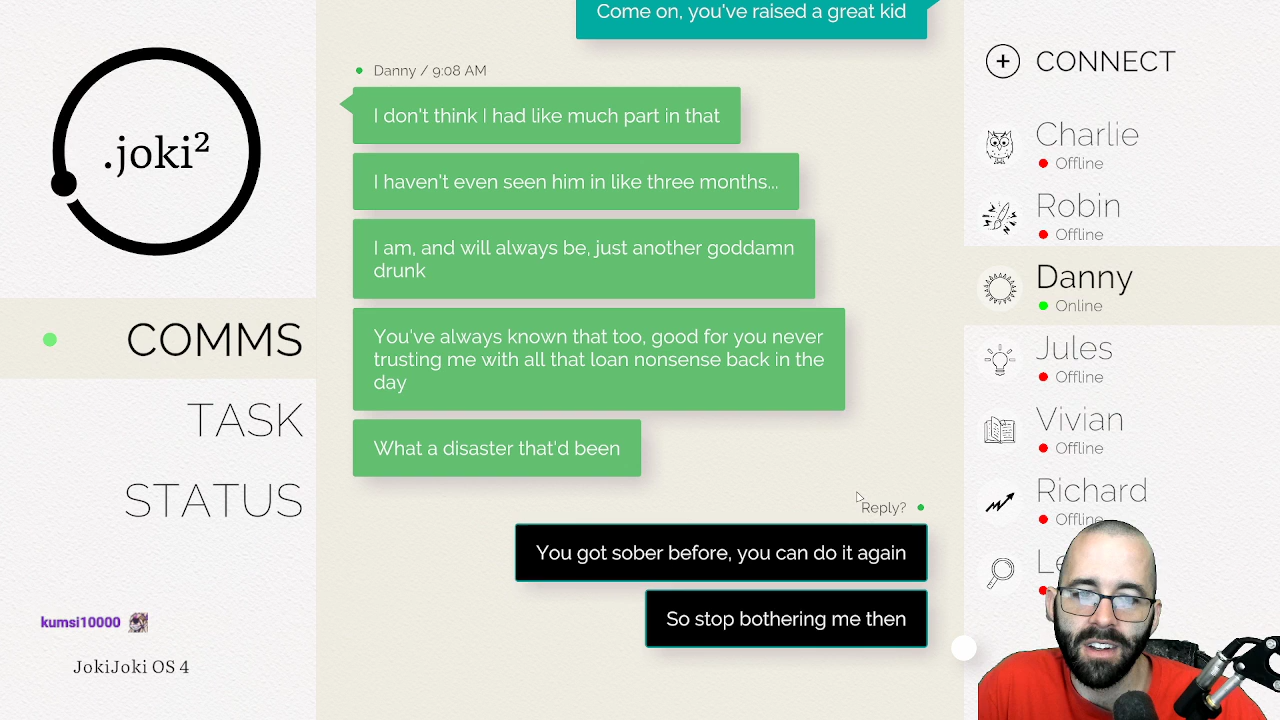 Come on, you've raised a great kid
.joki²
COMMS
TASK
STATUS
kumsi10000
JokiJoki OS 4
Danny / 9:08 AM
I don't think I had like much part in that
I haven't even seen him in like three months...
I am, and will always be, just another goddamn
drunk
You've always known that too, good for you never
trusting me with all that loan nonsense back in the
day
What a disaster that'd been
Reply?
You got sober before, you can do it again
So stop bothering me then
CONNECT
Charlie
Offline
Robin
Offline
Danny
Online
Jules
Offline
Vivian
Offline
Richard
Offline